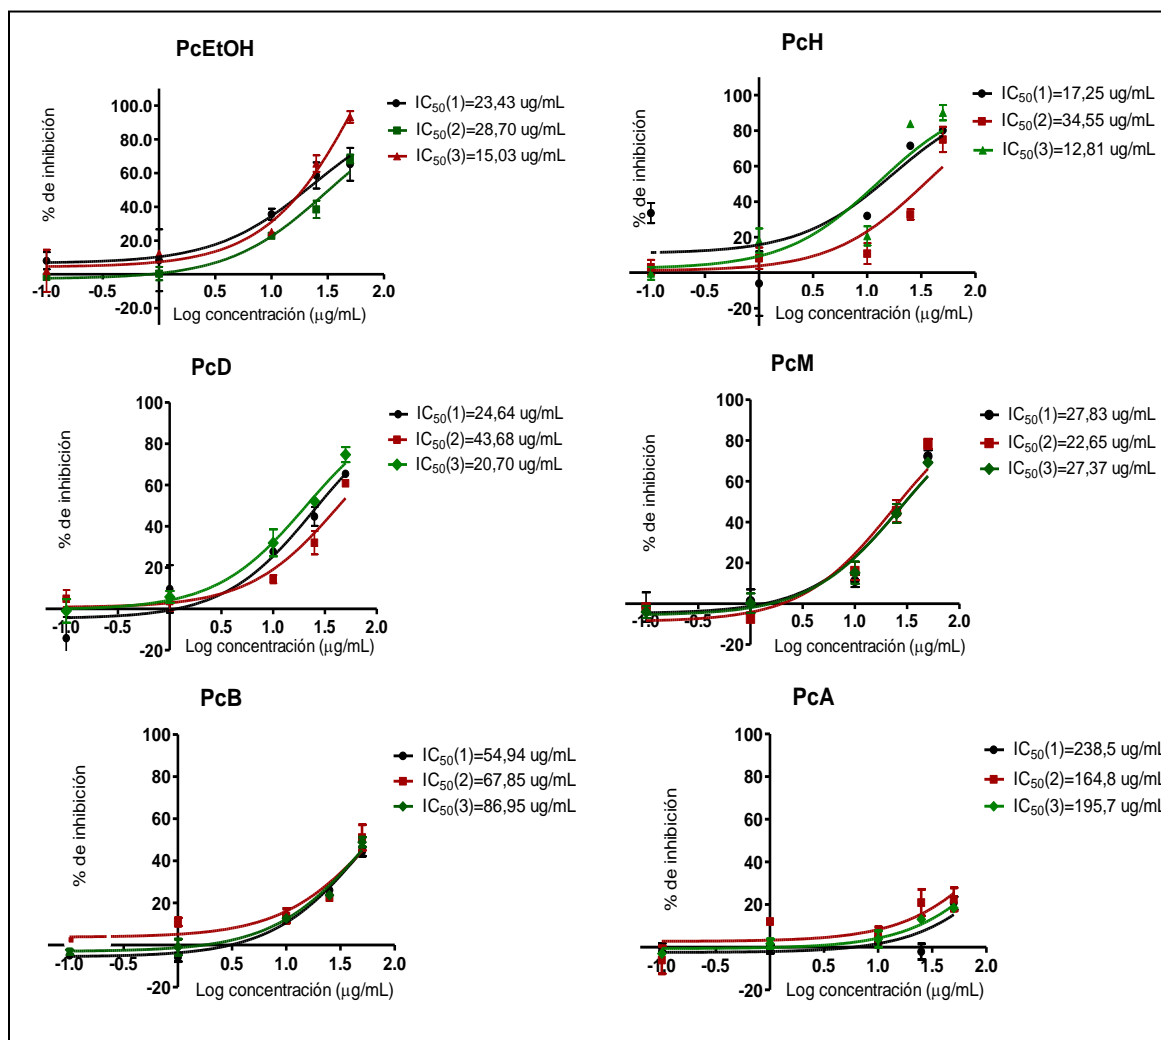 PcEtOH
% de inhibición
100.0
80.0
60.0
40.0
20.0
-20.0
-1.0
-0.5
0.5
1.0
1.5
2.0
Log concentración (µg/mL)
IC50(1)=23,43 ug/mL
IC50(2)=28,70 ug/mL
IC50(3)=15,03 ug/mL
PcH
% de inhibición
100
80
60
40
20
-20
-1.0
-0.5
0.5
1.0
1.5
2.0
Log concentración (µg/mL)
IC50(1)=17,25 ug/mL
IC50(2)=34,55 ug/mL
IC50(3)=12,81 ug/mL
PcD
% de inhibición
100
80
60
40
20
-20
-1.0
-0.5
0.5
1.0
1.5
2.0
Log concentración (µg/mL)
IC50(1)=24,64 ug/mL
IC50(2)=43,68 ug/mL
IC50(3)=20,70 ug/mL
PcM
% de inhibición
100
80
60
40
20
-20
-1.0
-0.5
0.5
1.0
1.5
2.0
Log concentración (µg/mL)
IC50(1)=27,83 ug/mL
IC50(2)=22,65 ug/mL
IC50(3)=27,37 ug/mL
PcB
% de inhibición
100
80
60
40
20
-20
-1.0
-0.5
0.5
1.0
1.5
2.0
Log concentración (µg/mL)
IC50(1)=54,94 ug/mL
IC50(2)=67,85 ug/mL
IC50(3)=86,95 ug/mL
PcA
% de inhibición
100
80
60
40
20
-20
-1.0
-0.5
0.5
1.0
1.5
2.0
Log concentración (µg/mL)
IC50(1)=238,5 ug/mL
IC50(2)=164,8 ug/mL
IC50(3)=195,7 ug/mL